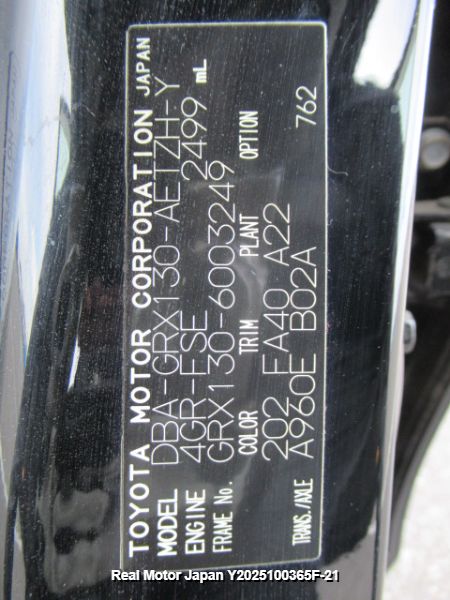 TOYOTA MOTOR CORPORATION JAPAN
MODEL DBA-GRX130-AETZH-Y
ENGINE 4GR-FSE 2499 mL
FRAME No. GRX130-6003249
COLOR TRIM PLANT OPTION
202 FA40 A22 762
TRANS./AXLE A960E B02A
Real Motor Japan Y2025100365F-21